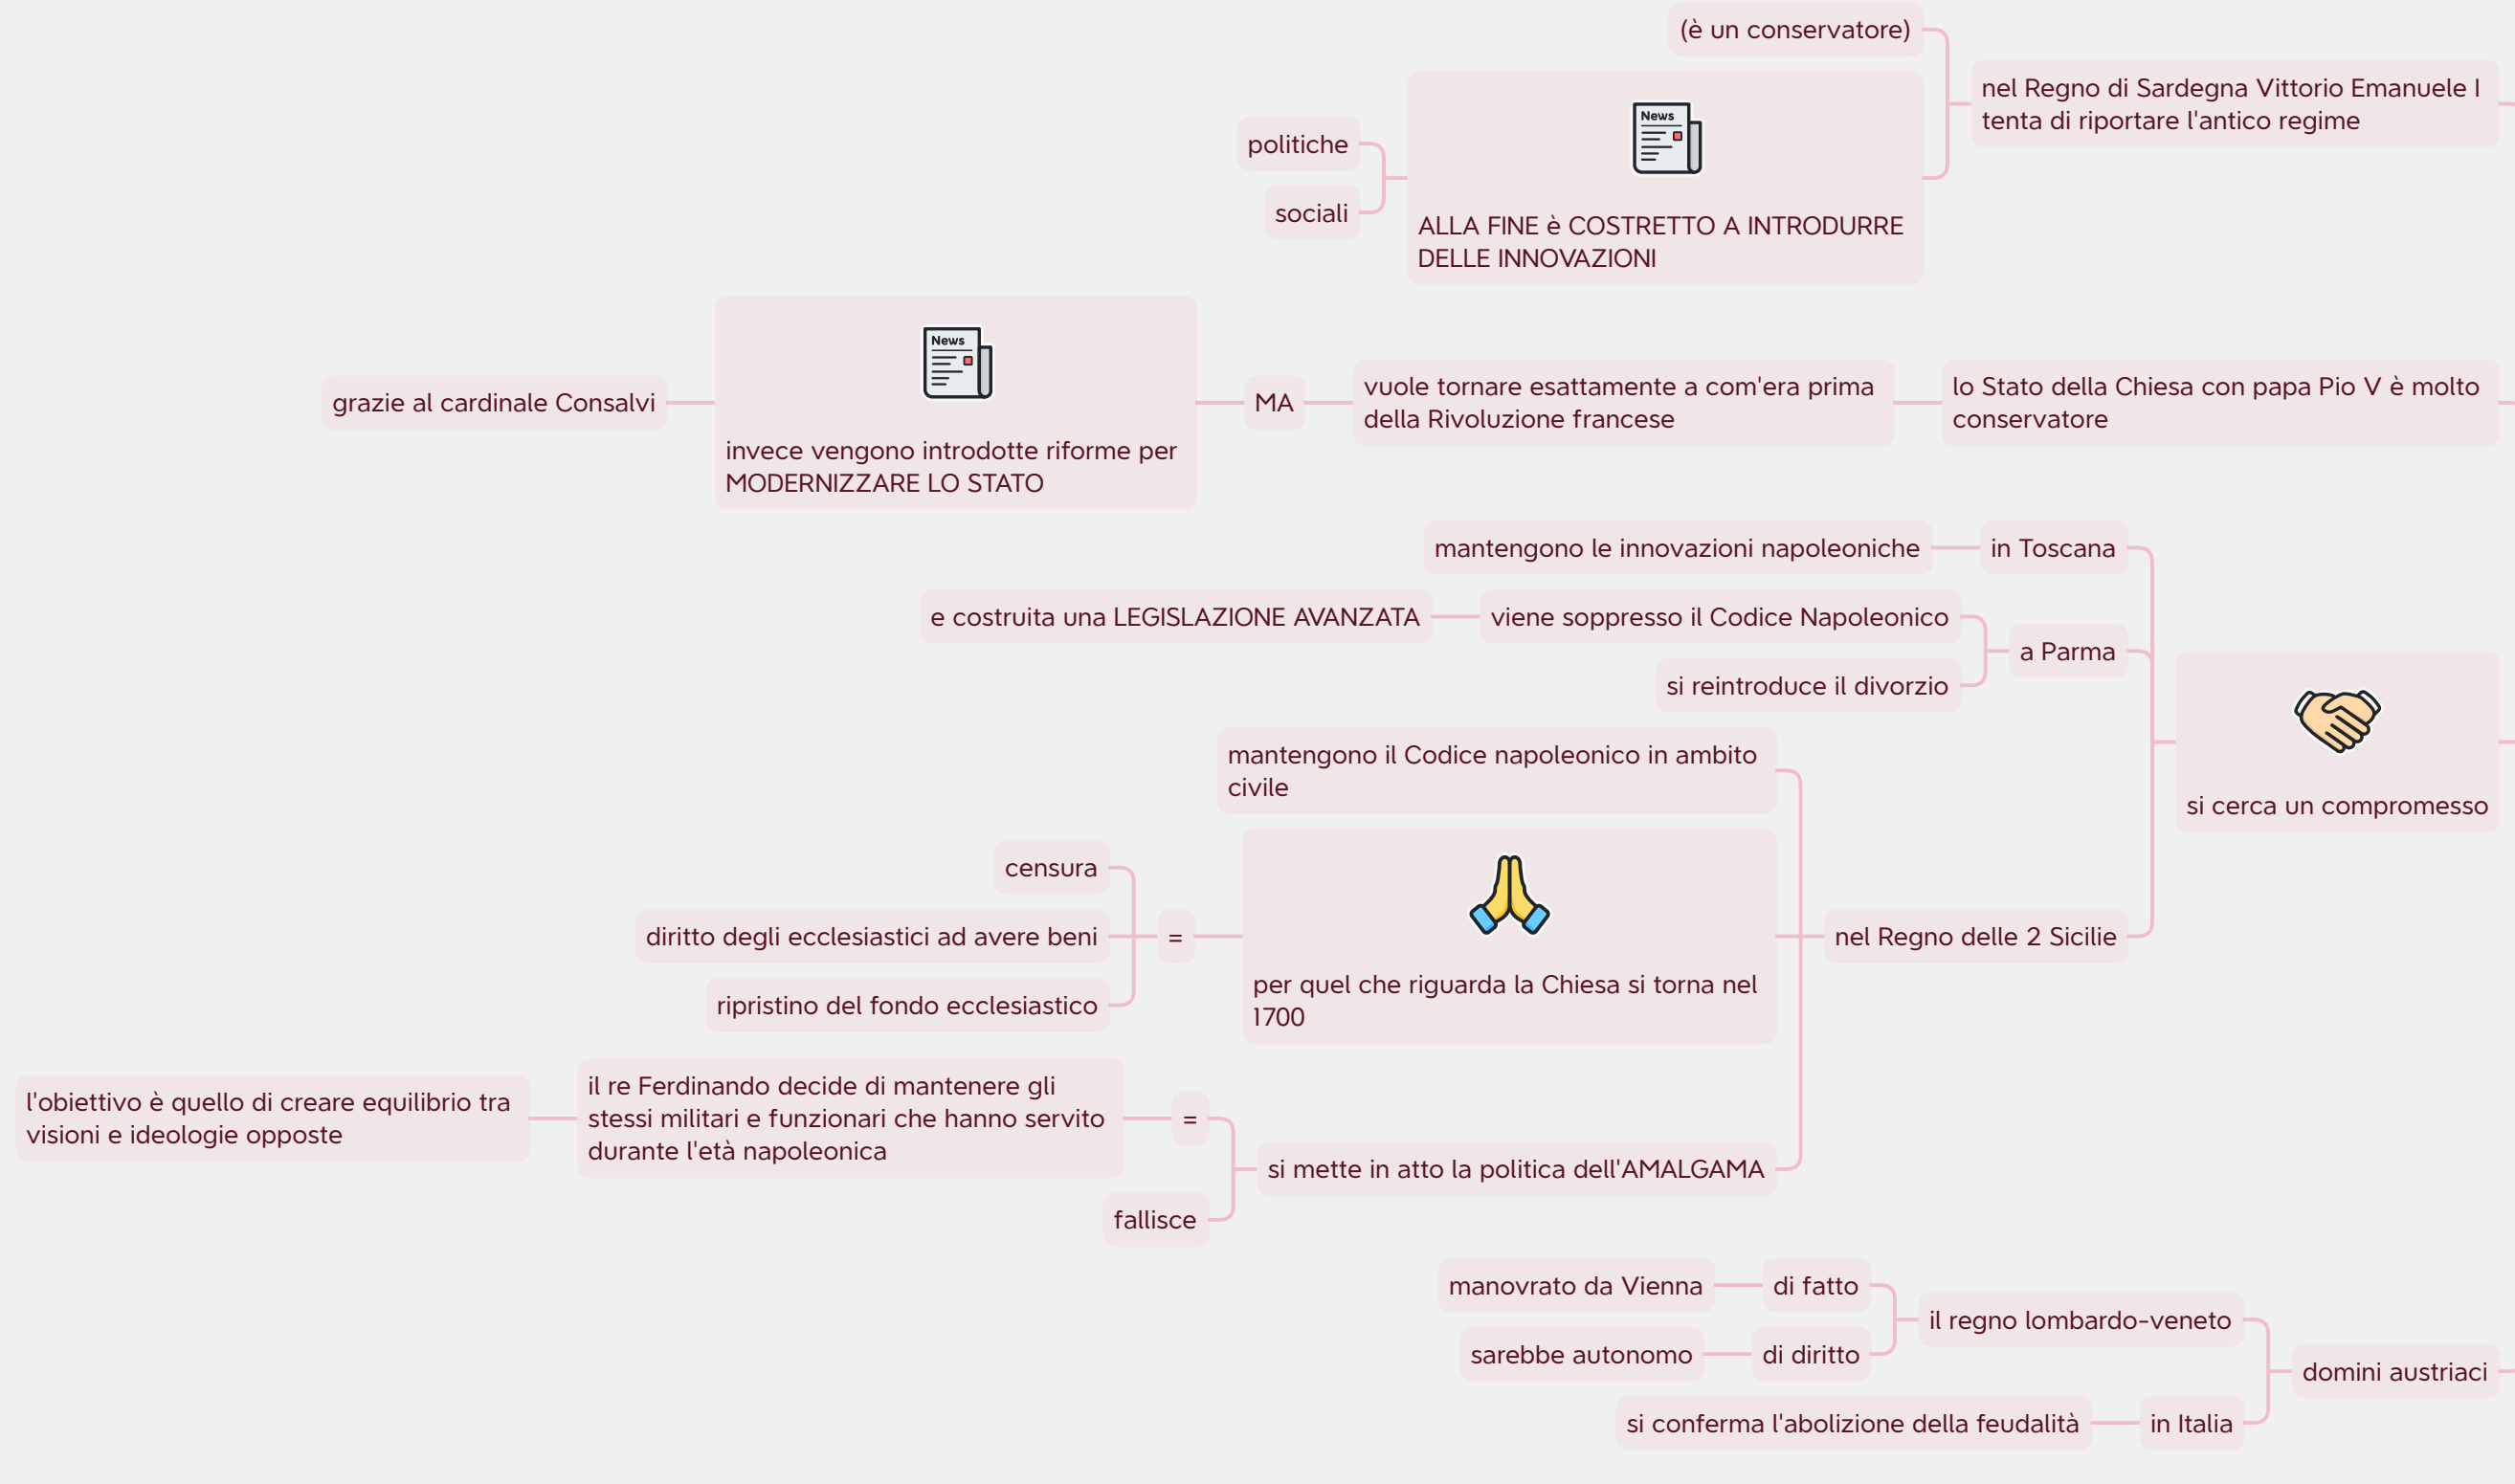 (è un conservatore)
nel Regno di Sardegna Vittorio Emanuele I
tenta di riportare l'antico regime
News
politiche
sociali
ALLA FINE è COSTRETTO A INTRODURRE
DELLE INNOVAZIONI
News
grazie al cardinale Consalvi
invece vengono introdotte riforme per
MODERNIZZARE LO STATO
MA
vuole tornare esattamente a com'era prima
della Rivoluzione francese
lo Stato della Chiesa con papa Pio V è molto
conservatore
mantengono le innovazioni napoleoniche
in Toscana
e costruita una LEGISLAZIONE AVANZATA
viene soppresso il Codice Napoleonico
a Parma
si reintroduce il divorzio
mantengono il Codice napoleonico in ambito
civile
si cerca un compromesso
censura
diritto degli ecclesiastici ad avere beni
=
nel Regno delle 2 Sicilie
per quel che riguarda la Chiesa si torna nel
1700
ripristino del fondo ecclesiastico
l'obiettivo è quello di creare equilibrio tra
visioni e ideologie opposte
il re Ferdinando decide di mantenere gli
stessi militari e funzionari che hanno servito
durante l'età napoleonica
=
si mette in atto la politica dell'AMALGAMA
fallisce
manovrato da Vienna
di fatto
il regno lombardo-veneto
sarebbe autonomo
di diritto
domini austriaci
si conferma l'abolizione della feudalità
in Italia